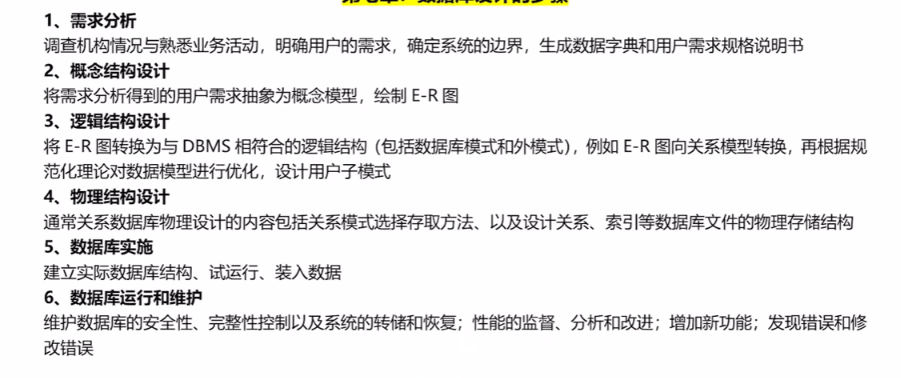 第七章：数据库设计的步骤
1、需求分析
调查机构情况与熟悉业务活动，明确用户的需求，确定系统的边界，生成数据字典和用户需求规格说明书
2、概念结构设计
将需求分析得到的用户需求抽象为概念模型，绘制 E-R 图
3、逻辑结构设计
将 E-R 图转换为与 DBMS 相符合的逻辑结构（包括数据库模式和外模式），例如 E-R 图向关系模型转换，再根据规
范化理论对数据模型进行优化，设计用户子模式
4、物理结构设计
通常关系数据库物理设计的内容包括关系模式选择存取方法、以及设计关系、索引等数据库文件的物理存储结构
5、数据库实施
建立实际数据库结构、试运行、装入数据
6、数据库运行和维护
维护数据库的安全性、完整性控制以及系统的转储和恢复；性能的监督、分析和改进；增加新功能；发现错误和修
改错误